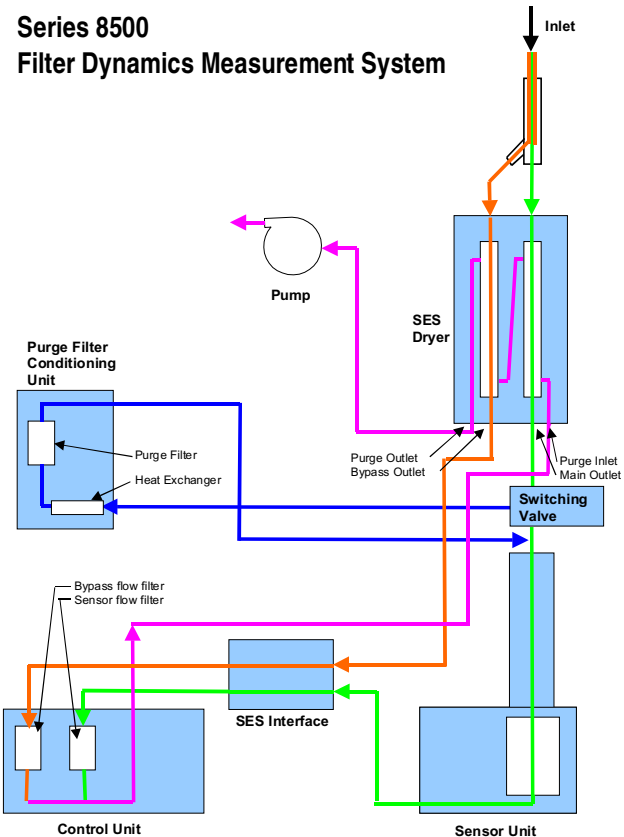 Series 8500
Filter Dynamics Measurement System
Inlet
Pump
SES
Dryer
Purge Filter
Conditioning
Unit
Purge Filter
Heat Exchanger
Purge Outlet
Bypass Outlet
Purge Inlet
Main Outlet
Switching
Valve
Bypass flow filter
Sensor flow filter
SES Interface
Control Unit
Sensor Unit